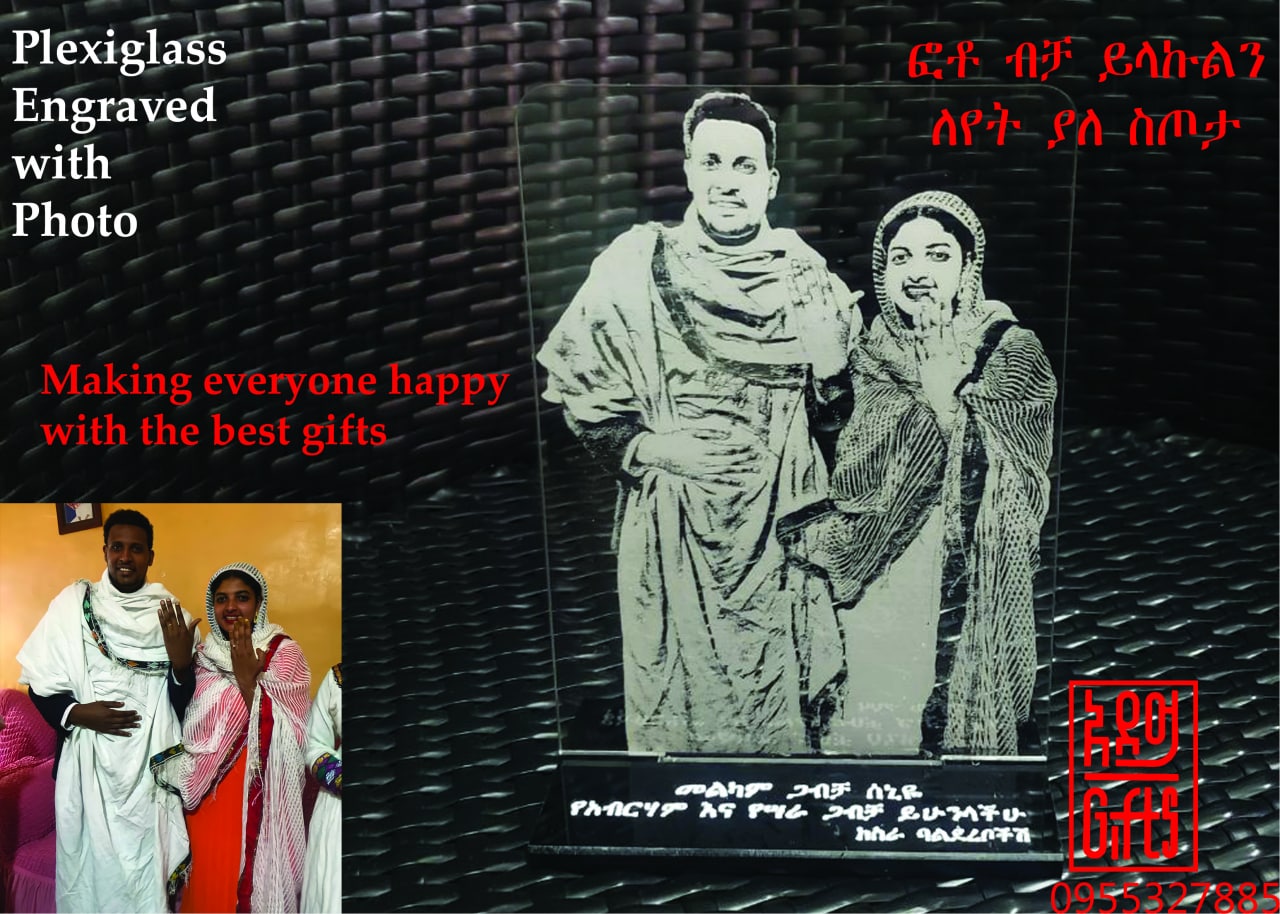 Plexiglass
Engraved
with
Photo
ፎቶ ብቻ ይላኩልን
ለየት ያለ ስጦታ
Making everyone happy
with the best gifts
መልካም ጋብቻ ሰኒዬ
የአብርሃም እና የሣራ ጋብቻ ይሁንላችሁ
ከስራ ባልደረቦችሽ
Gifts
0955327885